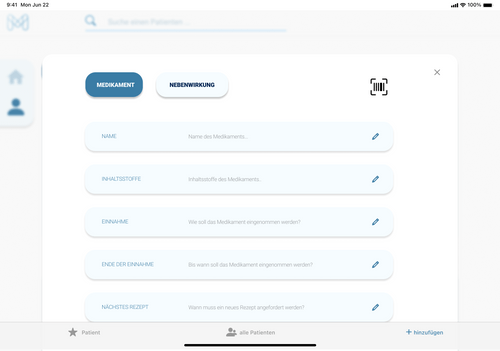 9:41 Mon Jun 22
100%
Suche einen Patienten ...
MEDIKAMENT
NEBENWIRKUNG
NAME
Name des Medikaments...
INHALTSSTOFFE
Inhaltsstoffe des Medikaments...
EINNAHME
Wie soll das Medikament eingenommen werden?
ENDE DER EINNAHME
Bis wann soll das Medikament eingenommen werden?
NÄCHSTES REZEPT
Wann muss ein neues Rezept angefordert werden?
Patient
alle Patienten
+ hinzufügen